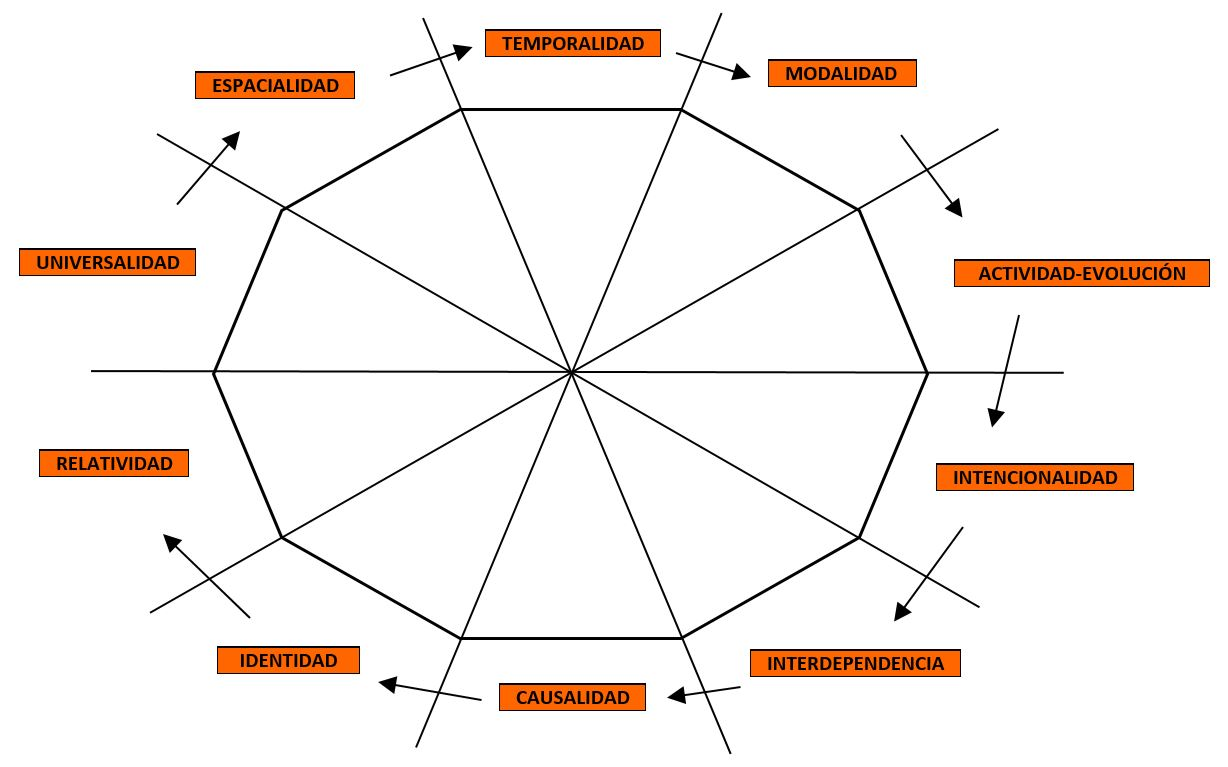 TEMPORALIDAD
MODALIDAD
ESPACIALIDAD
UNIVERSALIDAD
ACTIVIDAD-EVOLUCIÓN
RELATIVIDAD
INTENCIONALIDAD
IDENTIDAD
INTERDEPENDENCIA
CAUSALIDAD